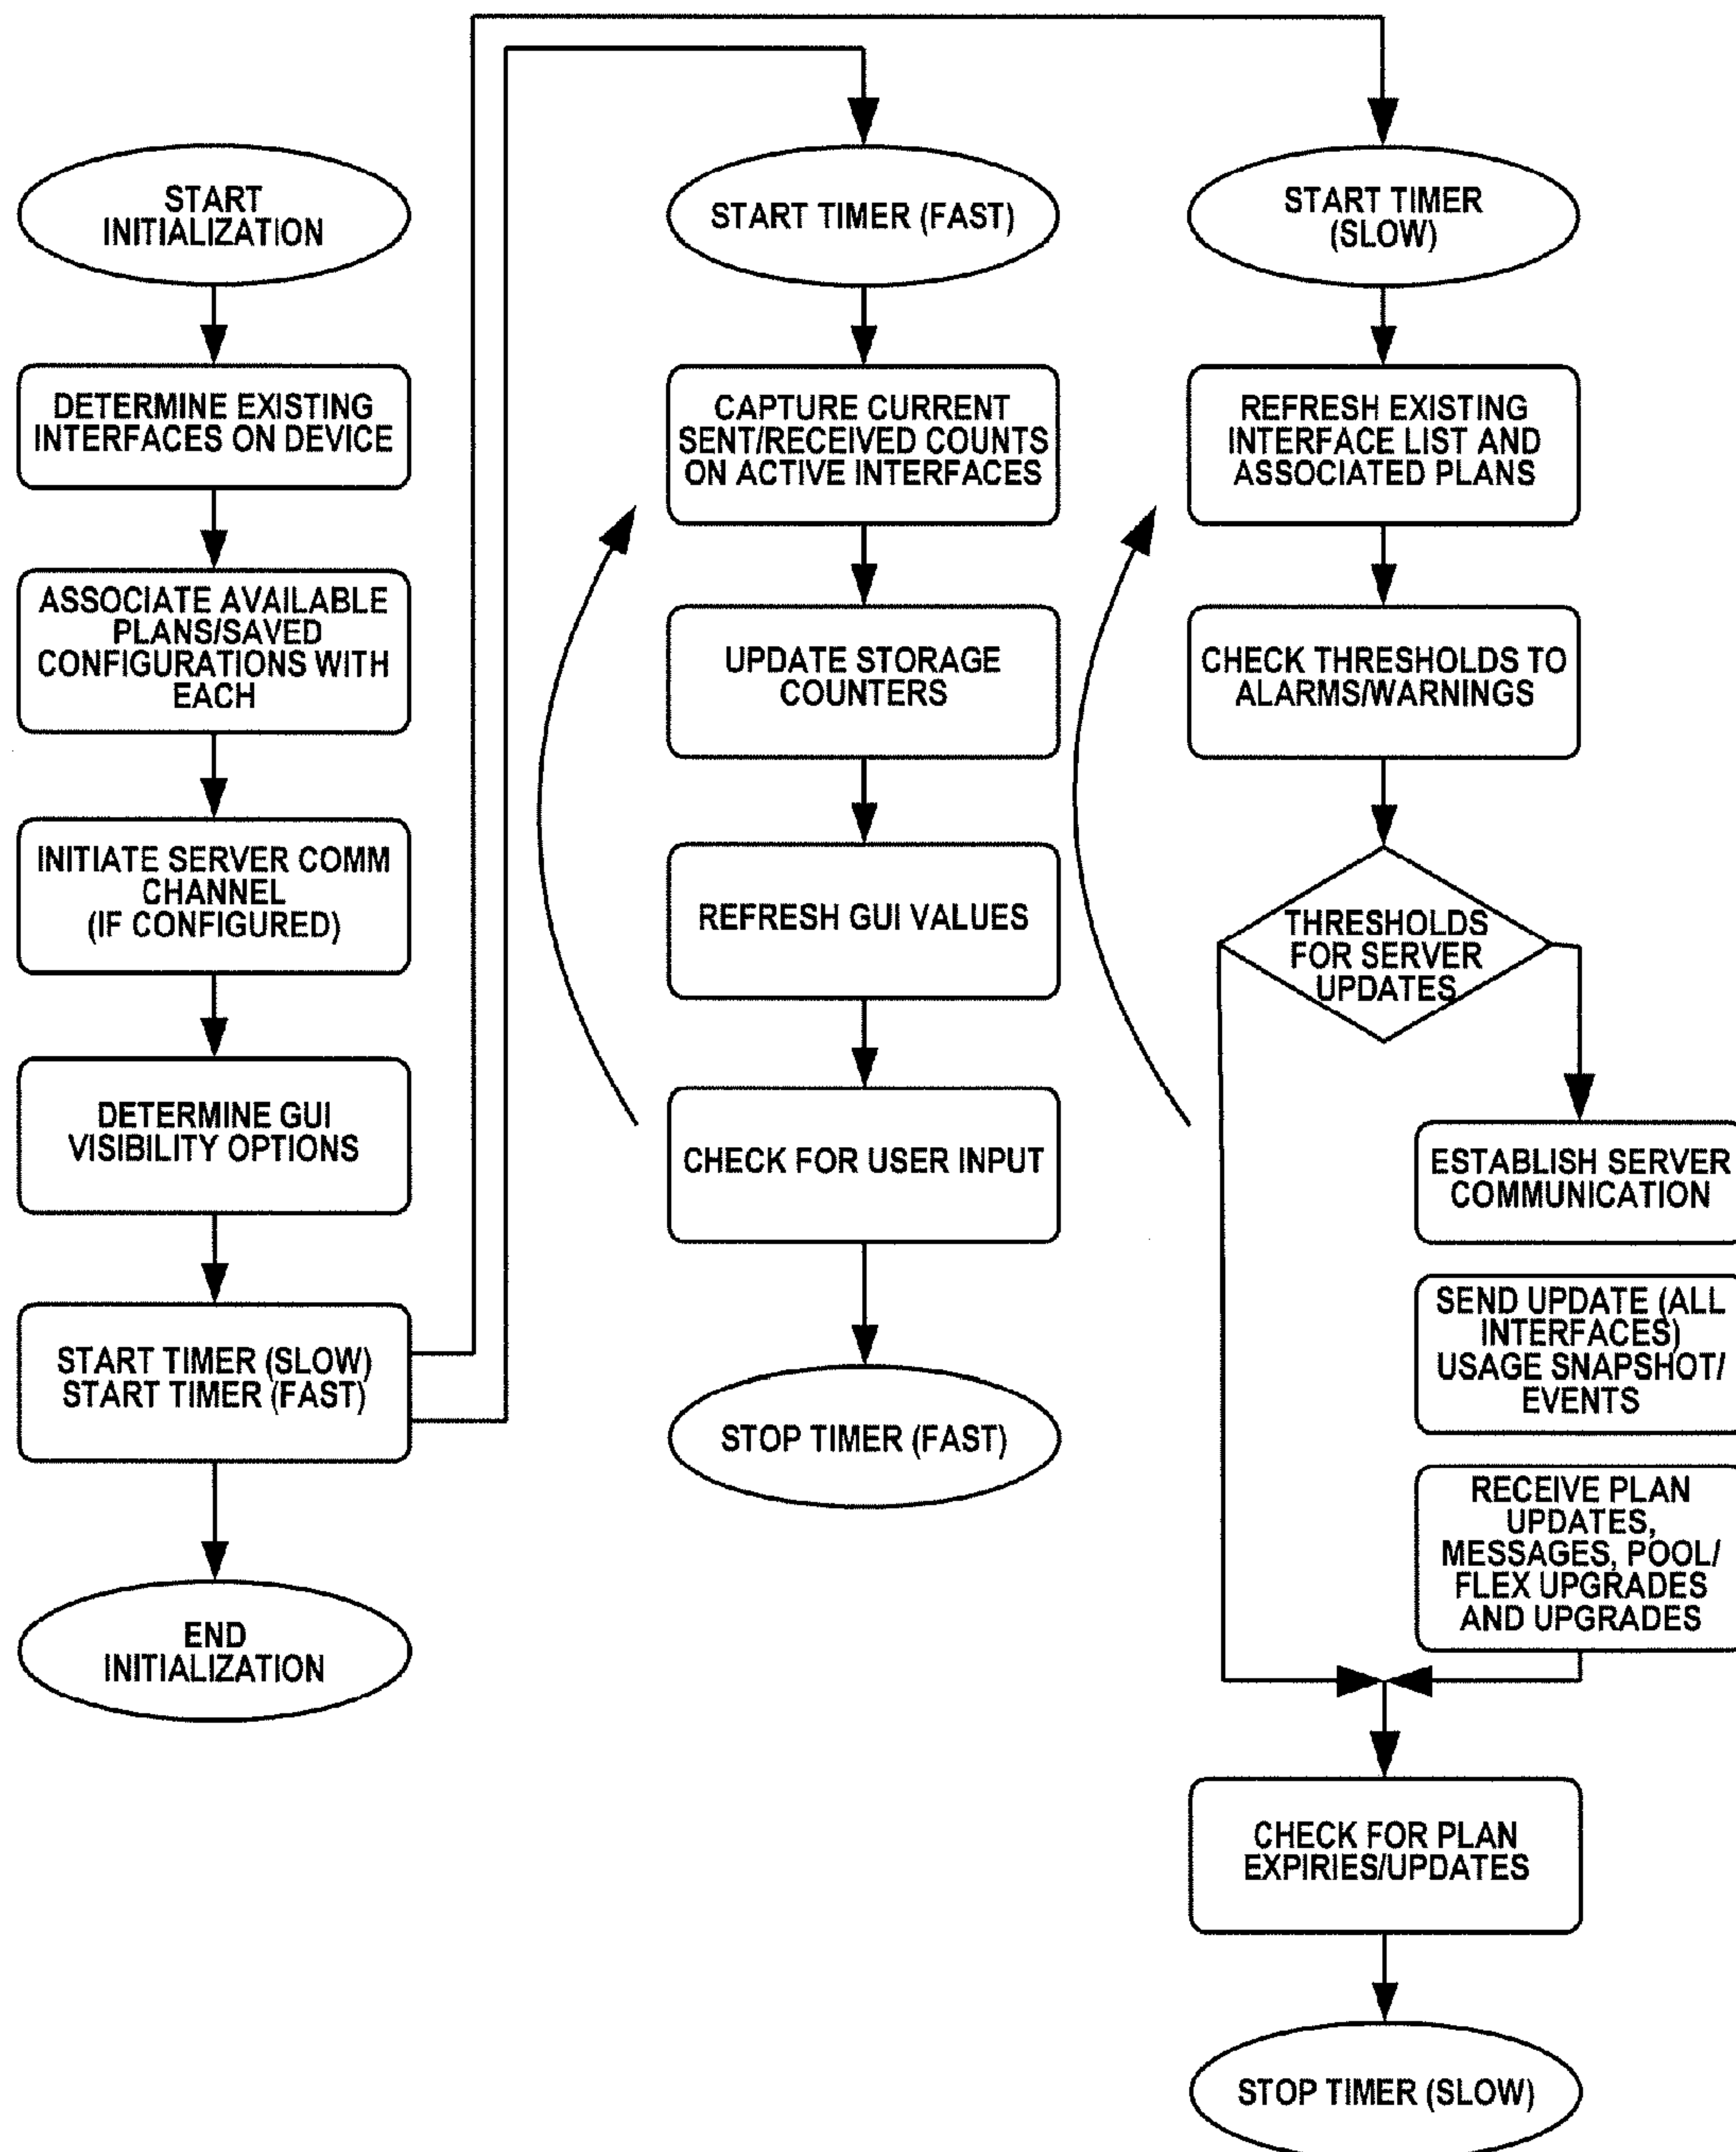 START
INITIALIZATION
DETERMINE EXISTING
INTERFACES ON DEVICE
ASSOCIATE AVAILABLE
PLANS/SAVED
CONFIGURATIONS WITH
EACH
INITIATE SERVER COMM
CHANNEL
(IF CONFIGURED)
DETERMINE GUI
VISIBILITY OPTIONS
START TIMER (SLOW)
START TIMER (FAST)
END
INITIALIZATION
START TIMER (FAST)
CAPTURE CURRENT
SENT/RECEIVED COUNTS
ON ACTIVE INTERFACES
UPDATE STORAGE
COUNTERS
REFRESH GUI VALUES
CHECK FOR USER INPUT
STOP TIMER (FAST)
START TIMER
(SLOW)
REFRESH EXISTING
INTERFACE LIST AND
ASSOCIATED PLANS
CHECK THRESHOLDS TO
ALARMS/WARNINGS
THRESHOLDS
FOR SERVER
UPDATES
ESTABLISH SERVER
COMMUNICATION
SEND UPDATE (ALL
INTERFACES)
USAGE SNAPSHOT/
EVENTS
RECEIVE PLAN
UPDATES,
MESSAGES, POOL/
FLEX UPGRADES
AND UPGRADES
CHECK FOR PLAN
EXPIRIES/UPDATES
STOP TIMER (SLOW)